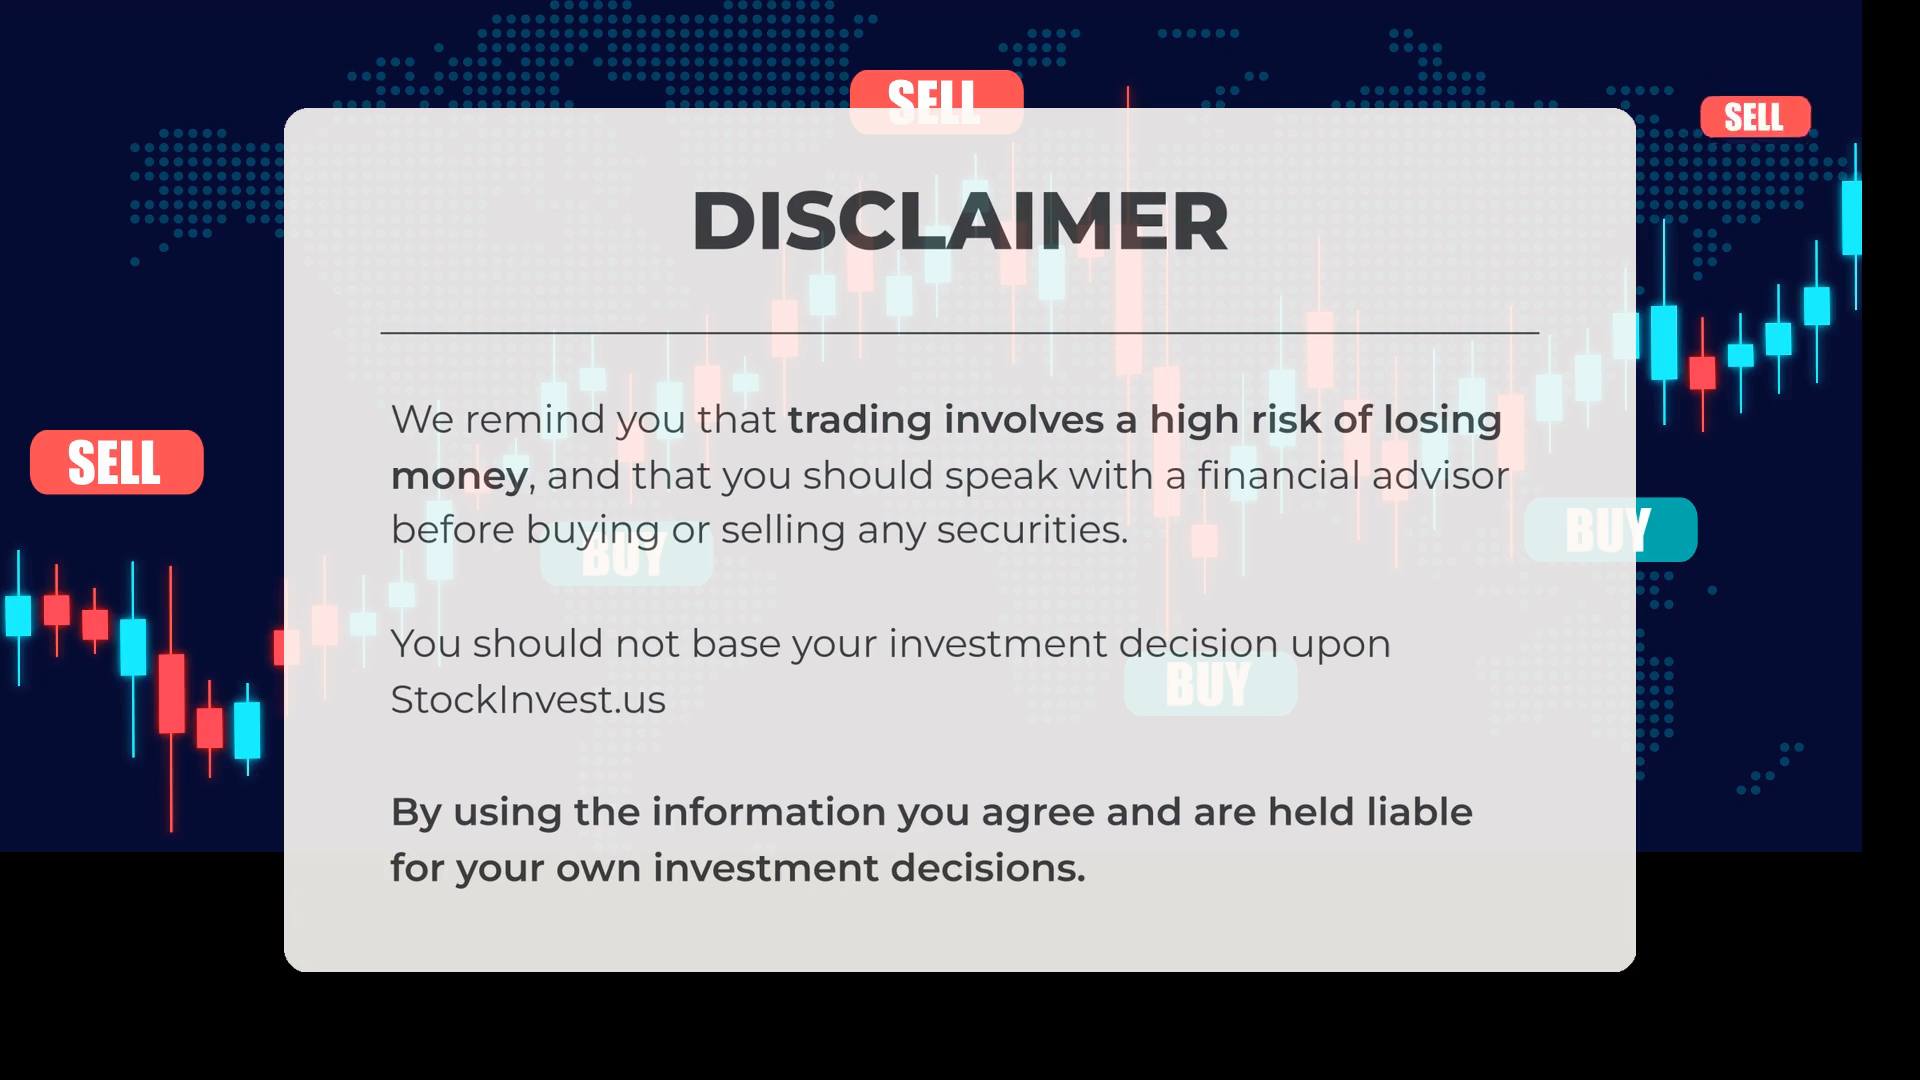 SELL
SELL
DISCLAIMER
We remind you that trading involves a high risk of losing
money, and that you should speak with a financial advisor
before buying or selling any securities.
SELL
BUY
BUY
You should not base your investment decision upon
StockInvest.us
BUY
By using the information you agree and are held liable
for your own investment decisions.